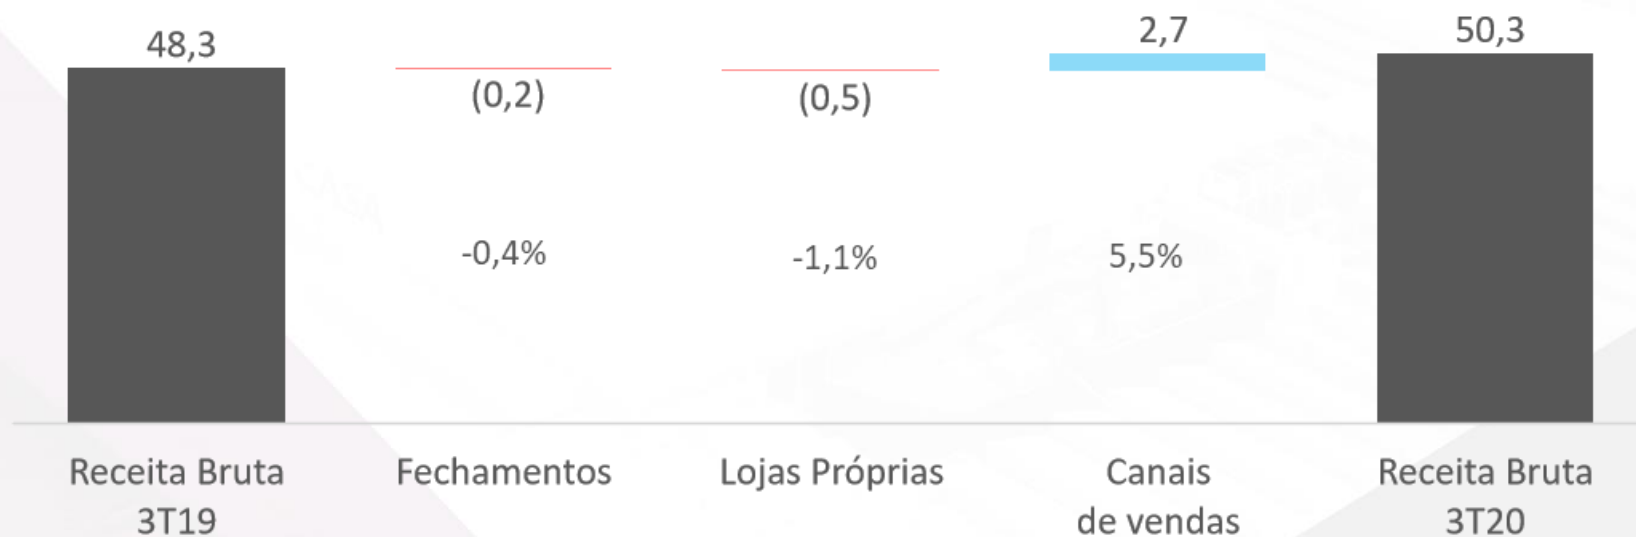 48,3
(0,2)
(0,5)
2,7
50,3
-0,4%
-1,1%
5,5%
Receita Bruta
3T19
Fechamentos
Lojas Próprias
Canais
de vendas
Receita Bruta
3T20